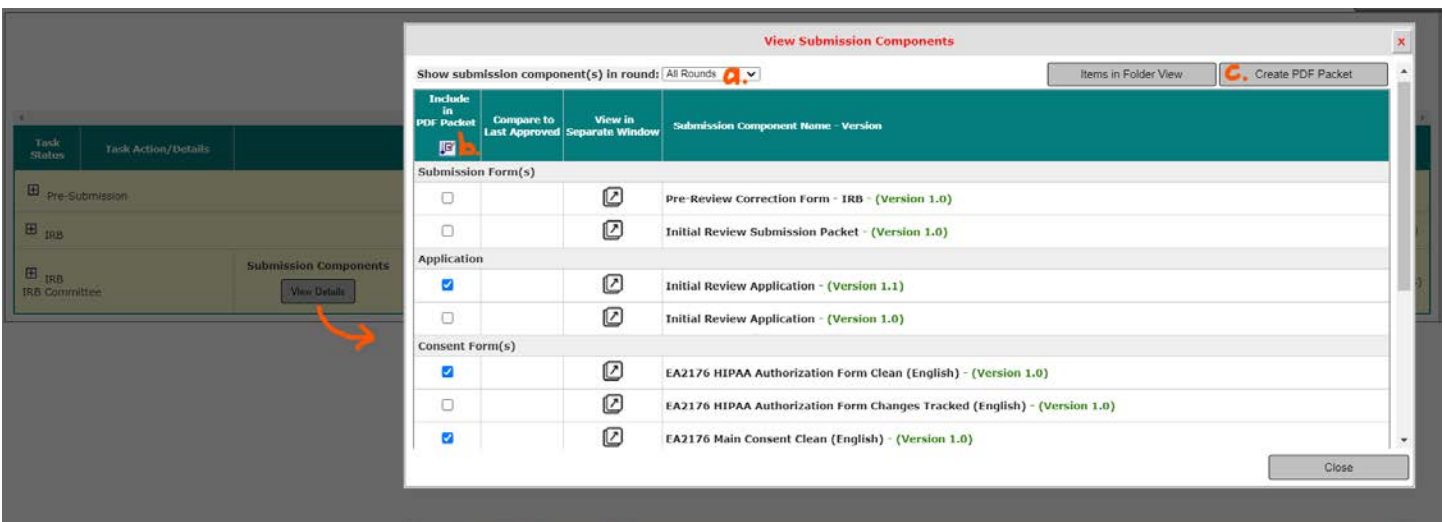 View Submission Components
x
Show submission component(s) in round: All Rounds a.
Items in Folder View
c. Create PDF Packet
Include in PDF Packet
b.
Compare to Last Approved
View in Separate Window
Submission Component Name - Version
Submission Form(s)
Pre-Review Correction Form - IRB - (Version 1.0)
Initial Review Submission Packet - (Version 1.0)
Application
Initial Review Application - (Version 1.1)
Initial Review Application - (Version 1.0)
Consent Form(s)
EA2176 HIPAA Authorization Form Clean (English) - (Version 1.0)
EA2176 HIPAA Authorization Form Changes Tracked (English) - (Version 1.0)
EA2176 Main Consent Clean (English) - (Version 1.0)
Close
Task Status
Task Action/Details
Pre-Submission
IRB
IRB
IRB Committee
Submission Components
View Details